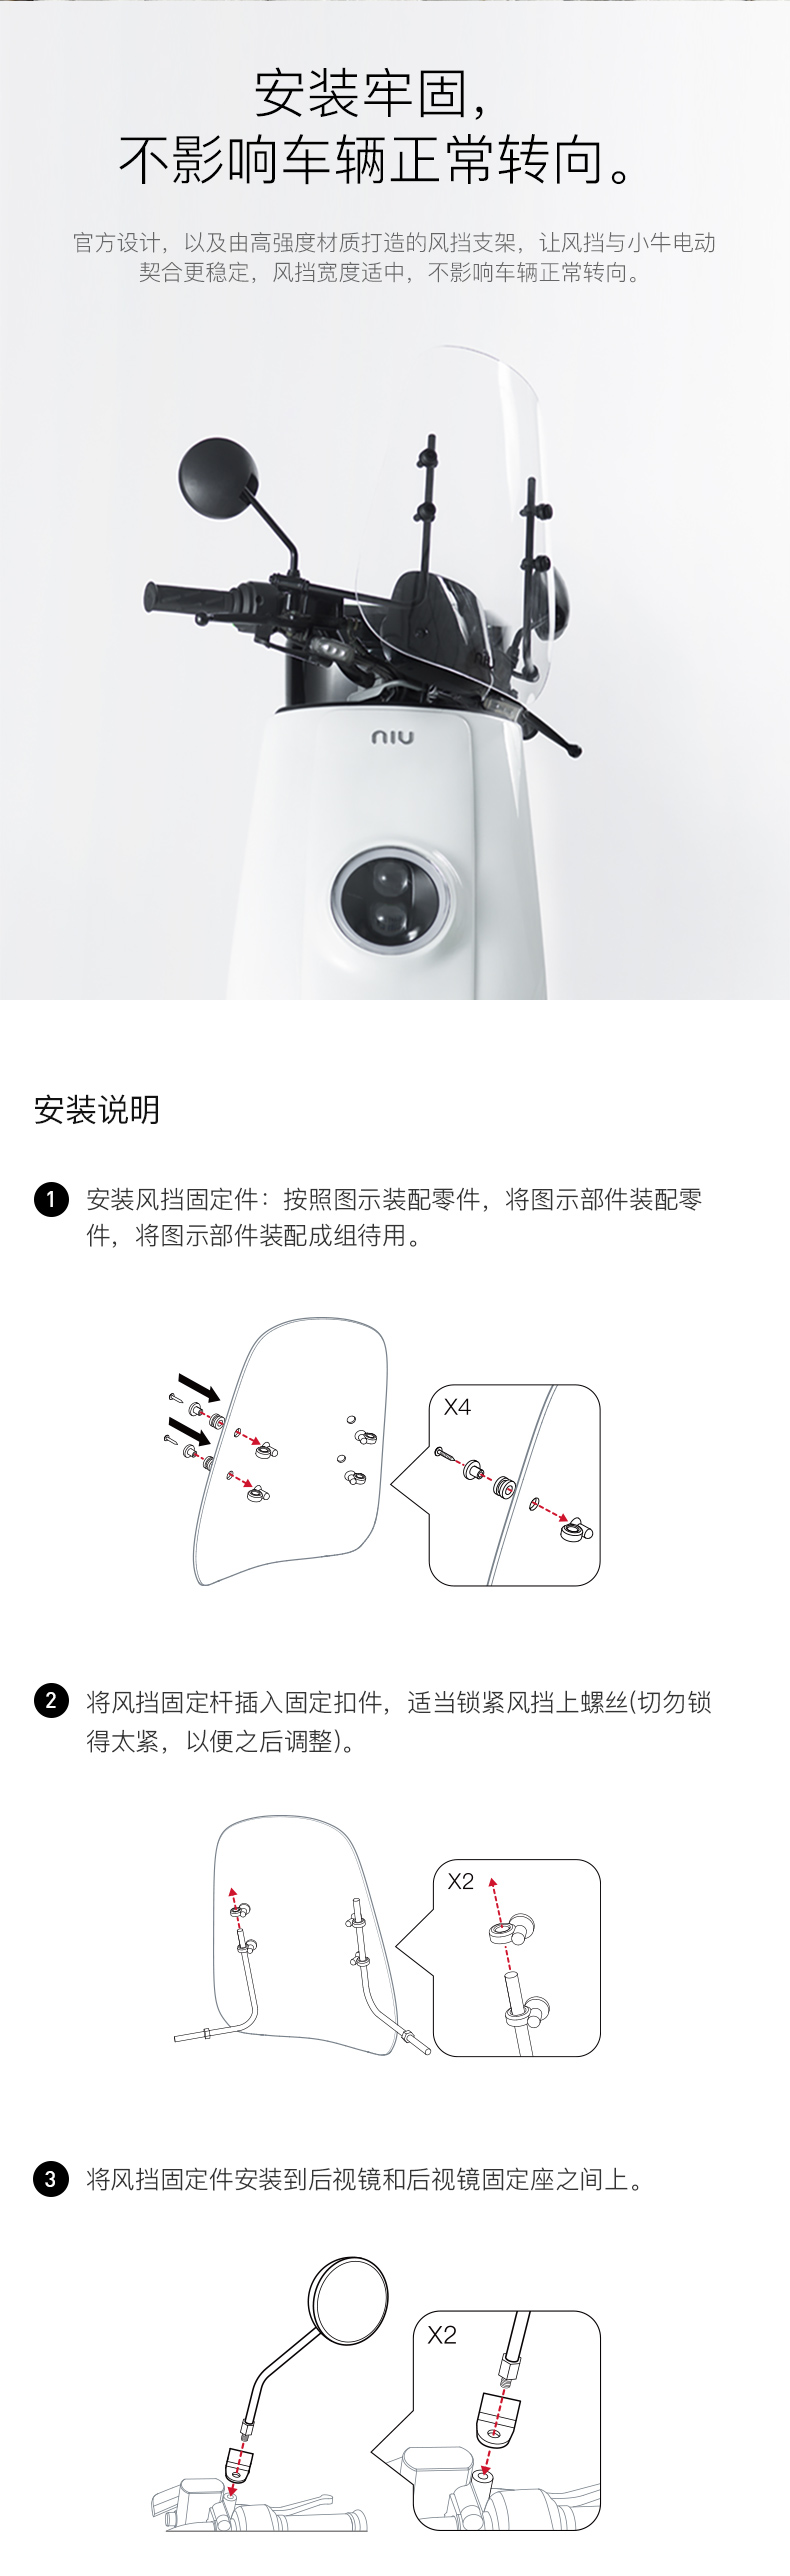 安装牢固，
不影响车辆正常转向。
官方设计，以及由高强度材质打造的风挡支架，让风挡与小牛电动
契合更稳定，风挡宽度适中，不影响车辆正常转向。
niu
niu
安装说明
1 安装风挡固定件：按照图示装配零件，将图示部件装配零
件，将图示部件装配成组待用。
X4
2 将风挡固定杆插入固定扣件，适当锁紧风挡上螺丝(切勿锁
得太紧，以便之后调整)。
X2
3 将风挡固定件安装到后视镜和后视镜固定座之间上。
X2